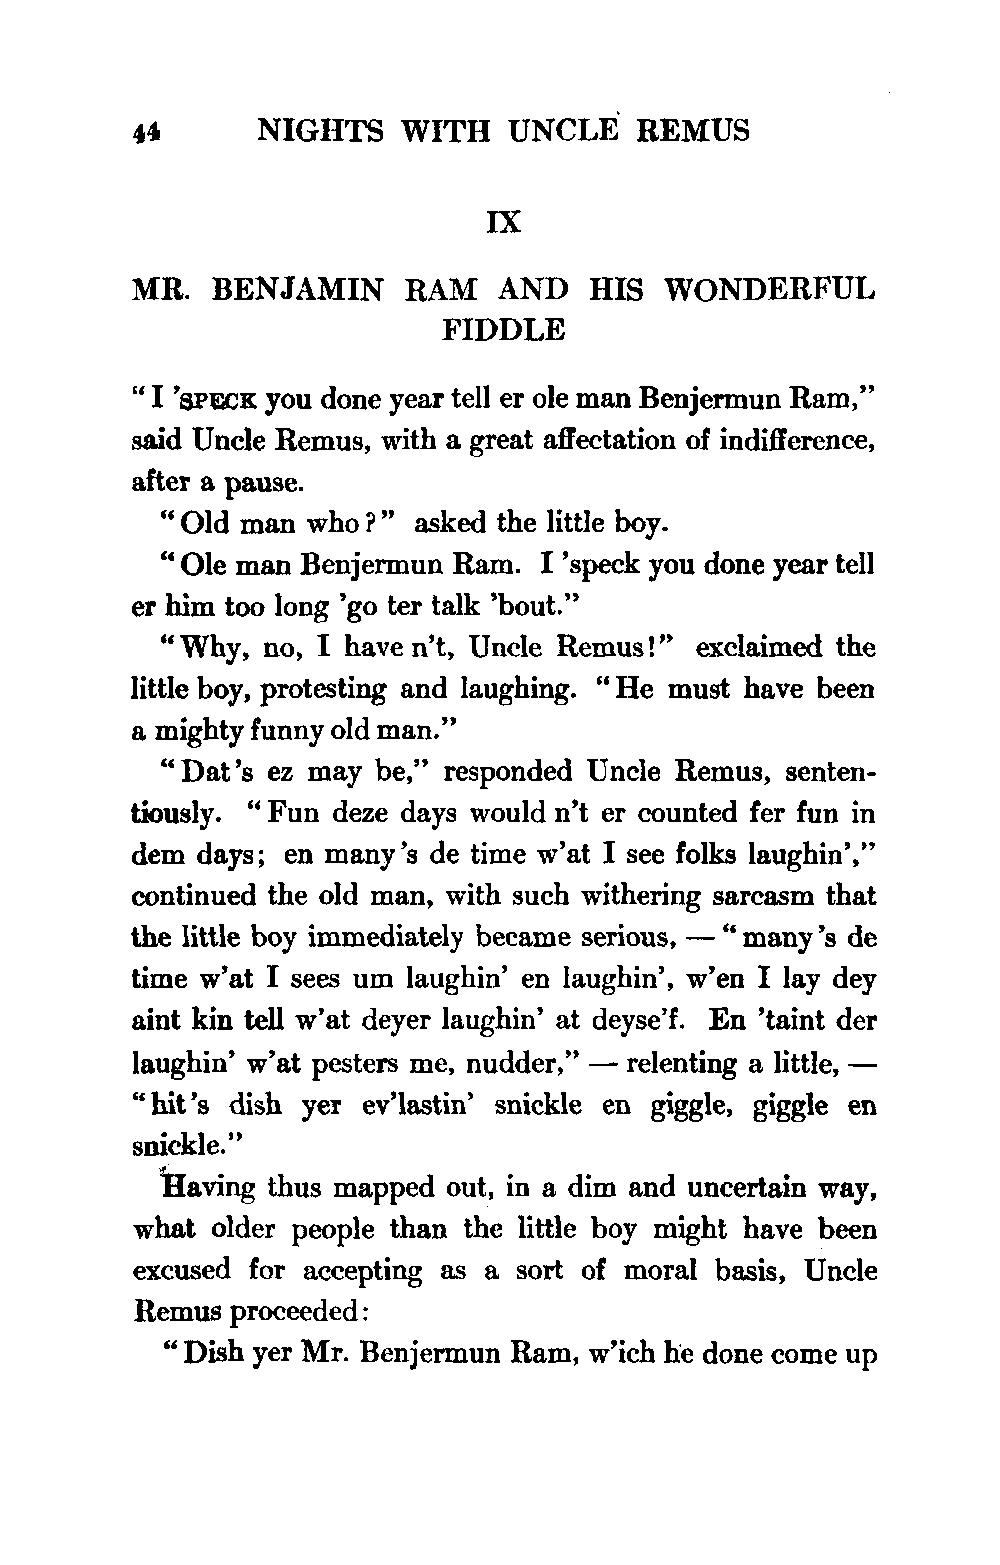 44 NIGHTS WITH UNCLE REMUS
IX
MR. BENJAMIN RAM AND HIS WONDERFUL
FIDDLE
“I ’SPECK you done year tell er ole man Benjermun Ram,”
said Uncle Remus, with a great affectation of indifference,
after a pause.
“Old man who?” asked the little boy.
“Ole man Benjermun Ram. I ’speck you done year tell
er him too long ’go ter talk ’bout.”
“Why, no, I have n’t, Uncle Remus!” exclaimed the
little boy, protesting and laughing. “He must have been
a mighty funny old man.”
“Dat ’s ez may be,” responded Uncle Remus, senten-
tiously. “Fun deze days would n’t er counted fer fun in
dem days; en many ’s de time w’at I see folks laughin’,”
continued the old man, with such withering sarcasm that
the little boy immediately became serious, — “many ’s de
time w’at I sees um laughin’ en laughin’, w’en I lay dey
aint kin tell w’at deyer laughin’ at deyse’f. En ’taint der
laughin’ w’at pesters me, nudder,” — relenting a little, —
“hit ’s dish yer ev’lastin’ snickle en giggle, giggle en
snickle.”
Having thus mapped out, in a dim and uncertain way,
what older people than the little boy might have been
excused for accepting as a sort of moral basis, Uncle
Remus proceeded:
“Dish yer Mr. Benjermun Ram, w’ich he done come up